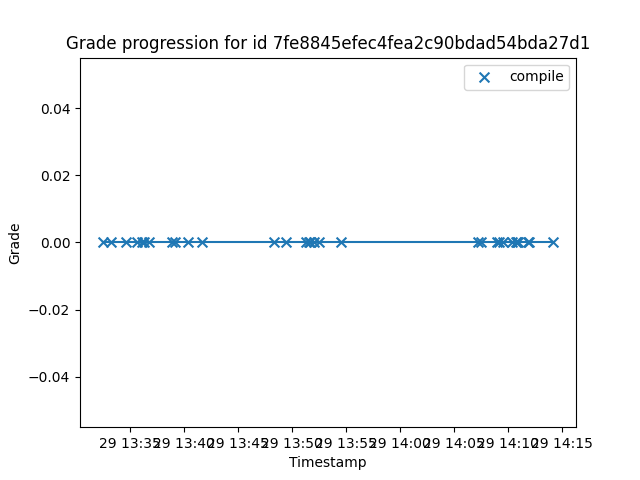 Grade progression for id 7fe8845efec4fea2c90bdad54bda27d1
compile
0.04
0.02
0.00
−0.02
−0.04
Grade
29 13:35 29 13:40 29 13:45 29 13:50 29 13:55 29 14:00 29 14:05 29 14:10 29 14:15
Timestamp